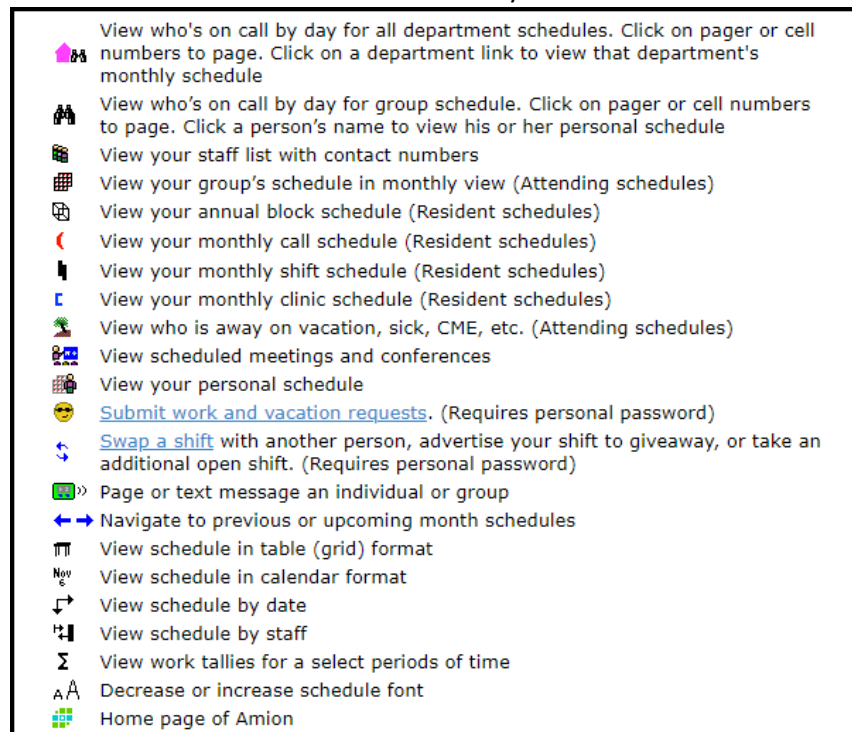 View who's on call by day for all department schedules. Click on pager or cell
numbers to page. Click on a department link to view that department's
monthly schedule
View who’s on call by day for group schedule. Click on pager or cell numbers
to page. Click a person’s name to view his or her personal schedule
View your staff list with contact numbers
View your group’s schedule in monthly view (Attending schedules)
View your annual block schedule (Resident schedules)
View your monthly call schedule (Resident schedules)
View your monthly shift schedule (Resident schedules)
View your monthly clinic schedule (Resident schedules)
View who is away on vacation, sick, CME, etc. (Attending schedules)
View scheduled meetings and conferences
View your personal schedule
Submit work and vacation requests. (Requires personal password)
Swap a shift with another person, advertise your shift to giveaway, or take an
additional open shift. (Requires personal password)
Page or text message an individual or group
Navigate to previous or upcoming month schedules
View schedule in table (grid) format
Nov
6
View schedule in calendar format
View schedule by date
View schedule by staff
Σ View work tallies for a select periods of time
AA Decrease or increase schedule font
Home page of Amion